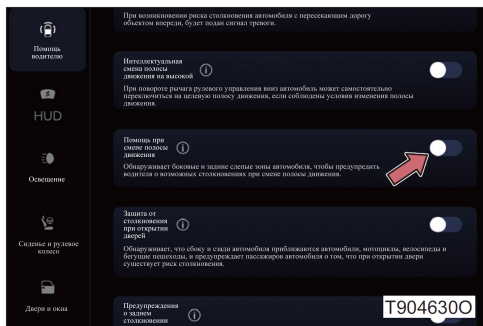 При возникновении риска столкновения автомобиля с пересекающим дорогу
объектом впереди, будет подан сигнал тревоги.
Помощь
водителю
HUD
Освещение
Сиденье и рулевое
колесо
Двери и окна
Интеллектуальная
смена полосы
движения на высокой
При повороте рычага рулевого управления вниз автомобиль может самостоятельно
переключиться на целевую полосу движения, если соблюдены условия изменения полосы
движения.
Помощь при
смене полосы
движения
Обнаруживает боковые и задние слепые зоны автомобиля, чтобы предупредить
водителя о возможных столкновениях при смене полосы движения.
Защита от
столкновения
при открытии
дверей
Обнаруживает, что сбоку и сзади автомобиля приближаются автомобили, мотоциклы, велосипеды и
бегущие пешеходы, и предупреждает пассажиров автомобиля о том, что при открытии двери
существует риск столкновения.
Предупреждения
о заднем
столкновении
T904630O